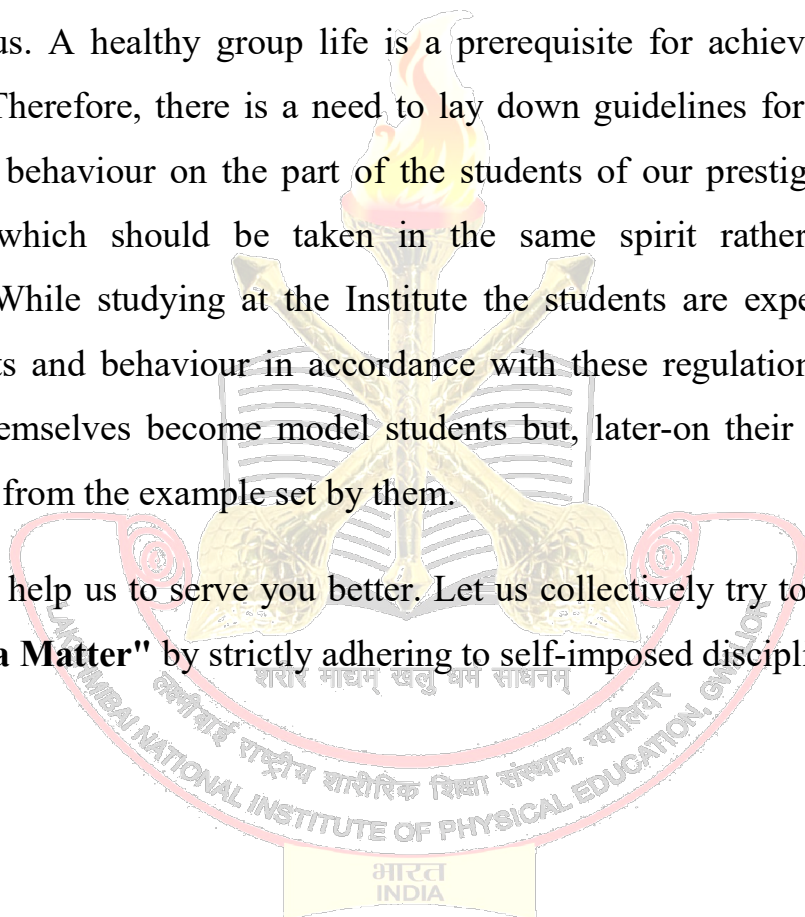 us. A healthy group life is a prerequisite for achiev
Therefore, there is a need to lay down guidelines for
behaviour on the part of the students of our prestig
which should be taken in the same spirit rather
While studying at the Institute the students are expe
ts and behaviour in accordance with these regulation
emselves become model students but, later-on their
from the example set by them.
help us to serve you better. Let us collectively try to
a Matter" by strictly adhering to self-imposed discipli
शरीर माद्यम् खलु धर्म साधनम्
लक्ष्मीबाई राष्ट्रीय शारीरिक शिक्षा संस्थान, ग्वालियर
LAKSHMIBAI NATIONAL INSTITUTE OF PHYSICAL EDUCATION, GWALIOR
भारत
INDIA